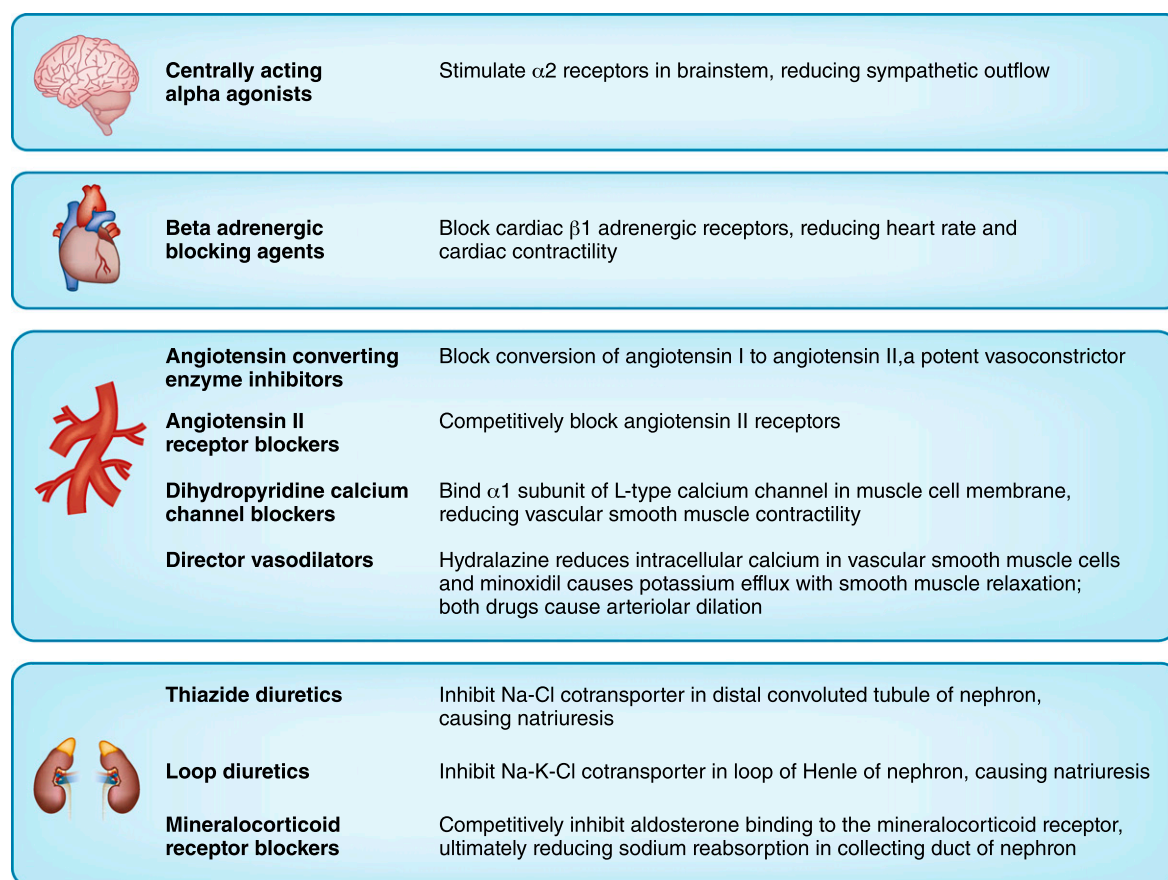 Centrally acting
alpha agonists
Stimulate α2 receptors in brainstem, reducing sympathetic outflow
Beta adrenergic
blocking agents
Block cardiac β1 adrenergic receptors, reducing heart rate and
cardiac contractility
Angiotensin converting
enzyme inhibitors
Block conversion of angiotensin I to angiotensin II,a potent vasoconstrictor
Angiotensin II
receptor blockers
Competitively block angiotensin II receptors
Dihydropyridine calcium
channel blockers
Bind α1 subunit of L-type calcium channel in muscle cell membrane,
reducing vascular smooth muscle contractility
Director vasodilators
Hydralazine reduces intracellular calcium in vascular smooth muscle cells
and minoxidil causes potassium efflux with smooth muscle relaxation;
both drugs cause arteriolar dilation
Thiazide diuretics
Inhibit Na-Cl cotransporter in distal convoluted tubule of nephron,
causing natriuresis
Loop diuretics
Inhibit Na-K-Cl cotransporter in loop of Henle of nephron, causing natriuresis
Mineralocorticoid
receptor blockers
Competitively inhibit aldosterone binding to the mineralocorticoid receptor,
ultimately reducing sodium reabsorption in collecting duct of nephron